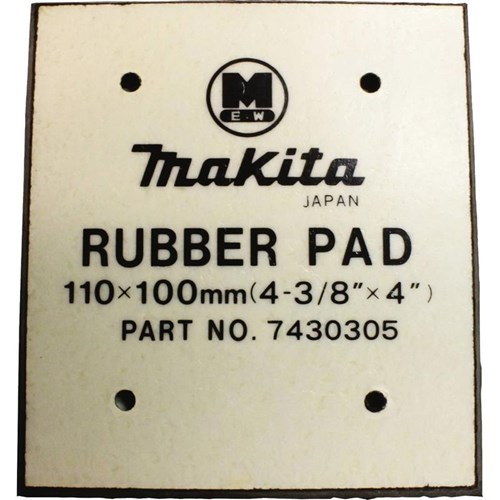 M
E.W
makita
JAPAN
RUBBER PAD
110×100mm(4-3/8"×4")
PART NO. 7430305